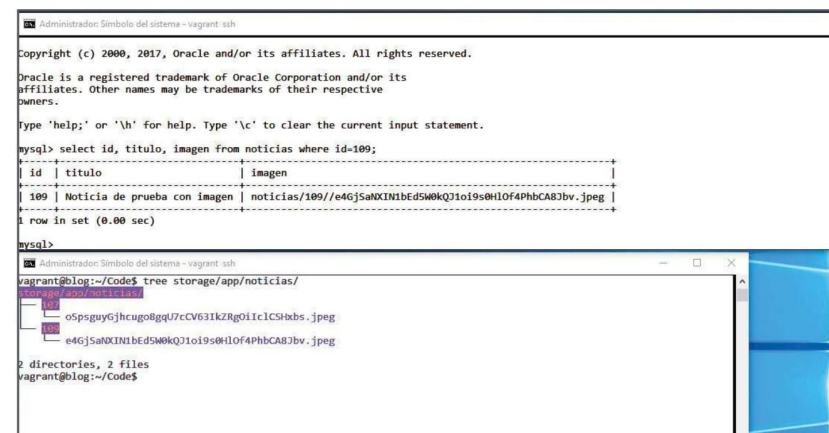 Administrador: Símbolo del sistema - vagrant ssh
Copyright (c) 2000, 2017, Oracle and/or its affiliates. All rights reserved.
Oracle is a registered trademark of Oracle Corporation and/or its
affiliates. Other names may be trademarks of their respective
owners.
Type 'help;' or '\h' for help. Type '\c' to clear the current input statement.
mysql> select id, titulo, imagen from noticias where id=109;
| id | titulo | imagen |
| 109 | Noticia de prueba con imagen | noticias/109//e4GjSaNXIN1bEd5W0kQJ1oi9s0HlOf4PhbCA8Jbv.jpeg |
1 row in set (0.00 sec)
mysql>
Administrador: Símbolo del sistema - vagrant ssh
vagrant@blog:~/Code$ tree storage/app/noticias/
storage/app/noticias/
├── 107
│   └── oSpsguyGjhcugo8gqU7cCV63IkZRgOiIclCSHxbs.jpeg
└── 109
    └── e4GjSaNXIN1bEd5W0kQJ1oi9s0HlOf4PhbCA8Jbv.jpeg
2 directories, 2 files
vagrant@blog:~/Code$